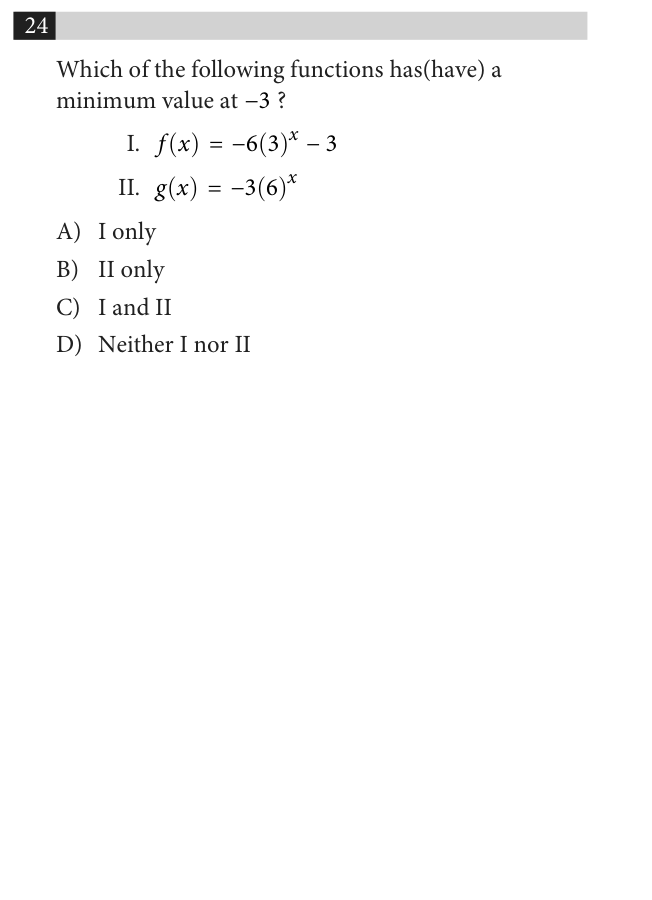 24
Which of the following functions has(have) a
minimum value at −3 ?
I. f(x) = −6(3)ˣ − 3
II. g(x) = −3(6)ˣ
A) I only
B) II only
C) I and II
D) Neither I nor II